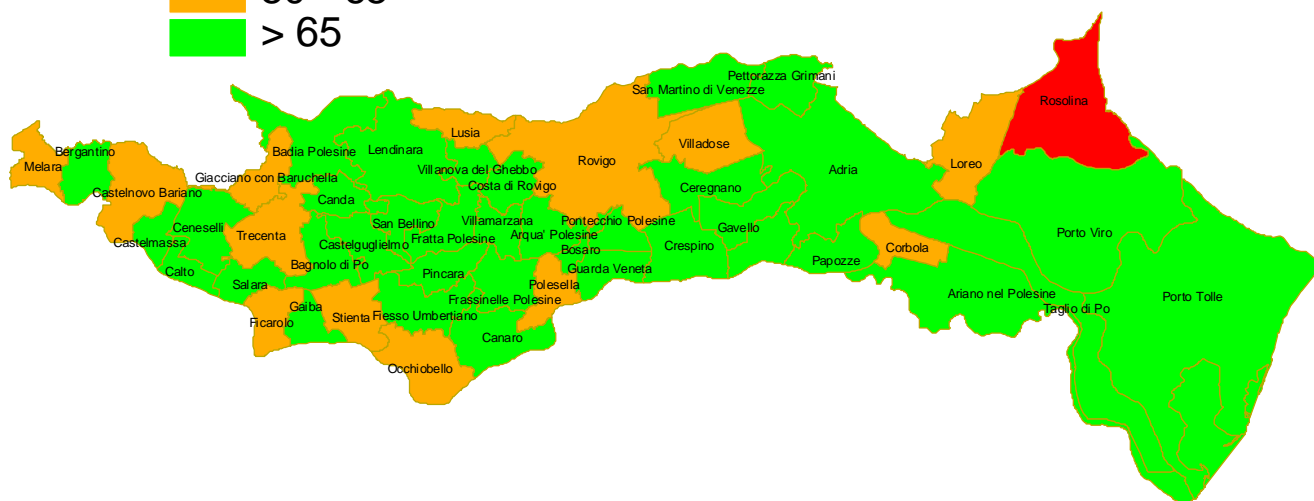 > 65
Pettorazza Grimani
San Martino di Venezze
Rosolina
Lusia
Villadose
Lendinara
Badia Polesine
Bergantino
Melara
Rovigo
Loreo
Adria
Villanova del Ghebbo
Giacciano con Baruchella
Costa di Rovigo
Ceregnano
Castelnovo Bariano
Canda
Villamarzana
Pontecchio Polesine
San Bellino
Ceneselli
Gavello
Porto Viro
Trecenta
Arqua' Polesine
Fratta Polesine
Castelmassa
Castelguglielmo
Crespino
Corbola
Bosaro
Papozze
Bagnolo di Po
Guarda Veneta
Calto
Pincara
Salara
Polesella
Ariano nel Polesine
Porto Tolle
Frassinelle Polesine
Gaiba
Taglio di Po
Fiesso Umbertiano
Stienta
Ficarolo
Canaro
Occhiobello